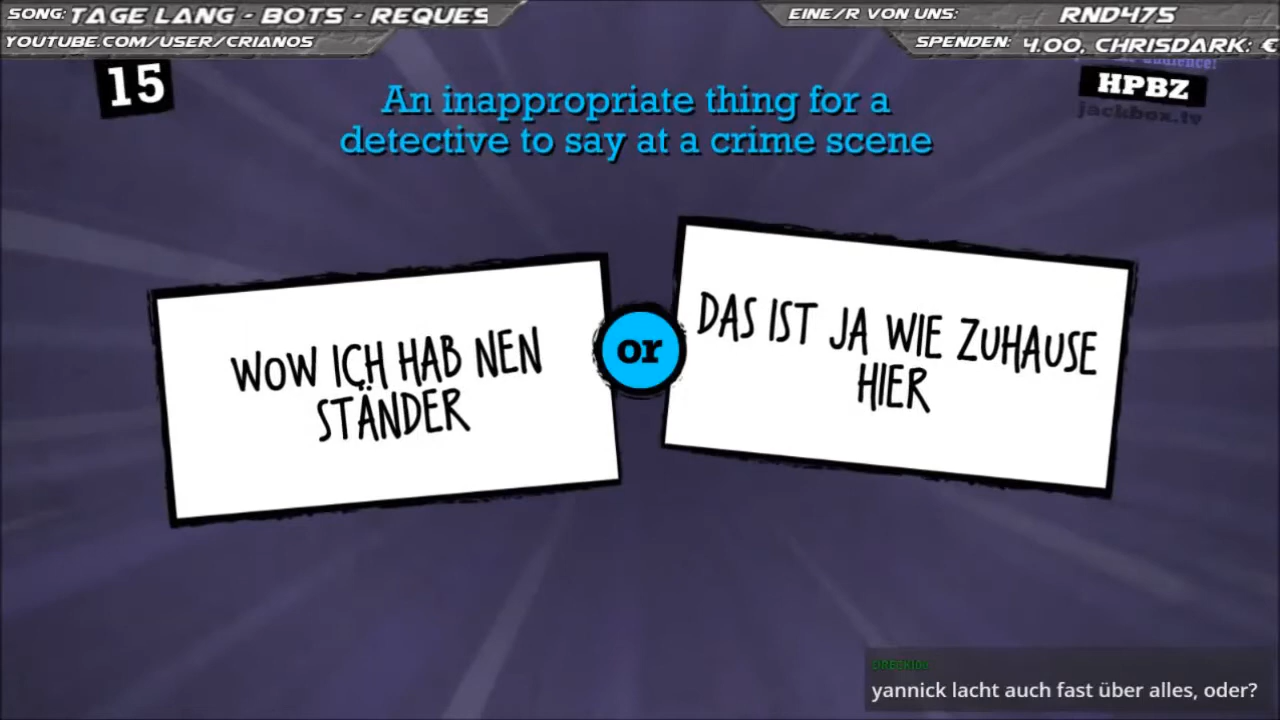 SONG: TAGE LANG - BOTS - REQUES
EINE/R VON UNS: RND475
YOUTUBE.COM/USER/CRIANOS
SPENDEN: 4.00, CHRISDARK: €
15
audience!
HPBZ
jackbox.tv
An inappropriate thing for a
detective to say at a crime scene
WOW ICH HAB NEN
STÄNDER
or
DAS IST JA WIE ZUHAUSE
HIER
yannick lacht auch fast über alles, oder?